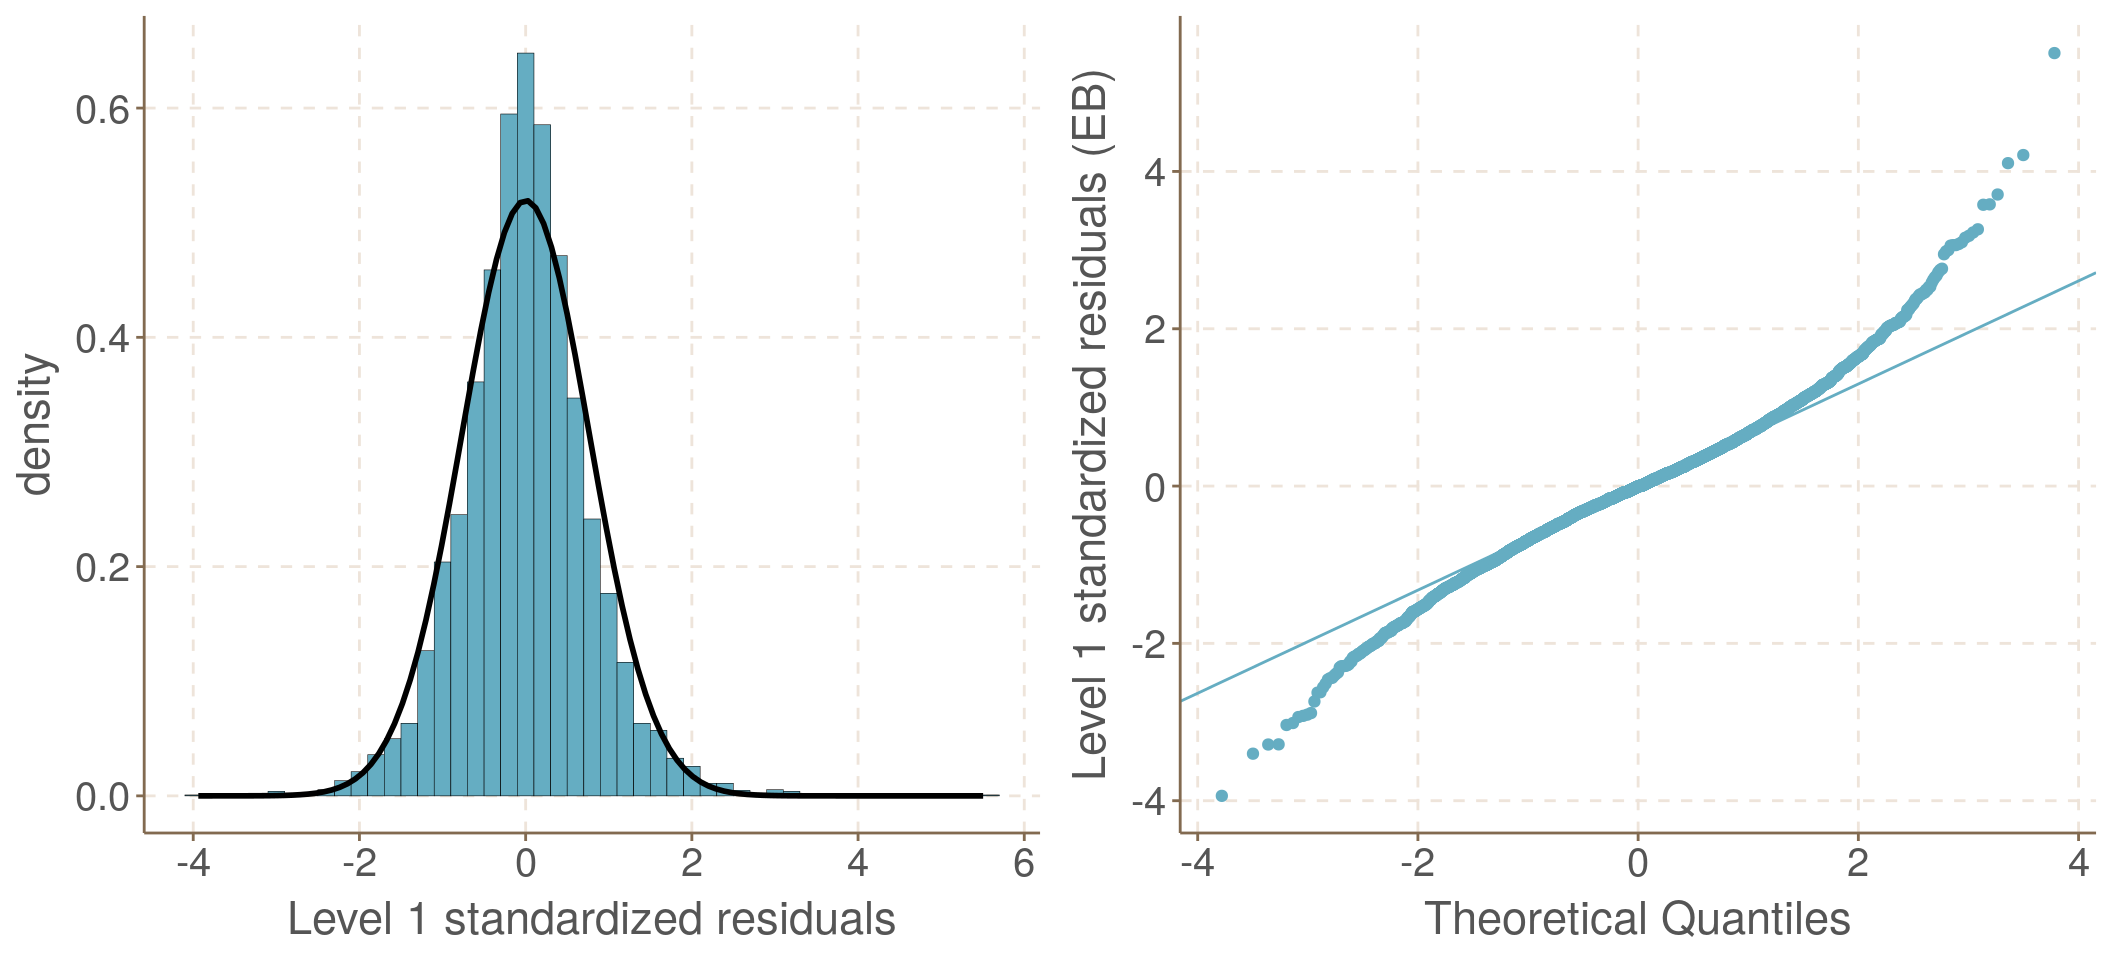 density
0.6
0.4
0.2
0.0
-4 -2 0 2 4 6
Level 1 standardized residuals
Level 1 standardized residuals (EB)
4
2
0
-2
-4
-4 -2 0 2 4
Theoretical Quantiles